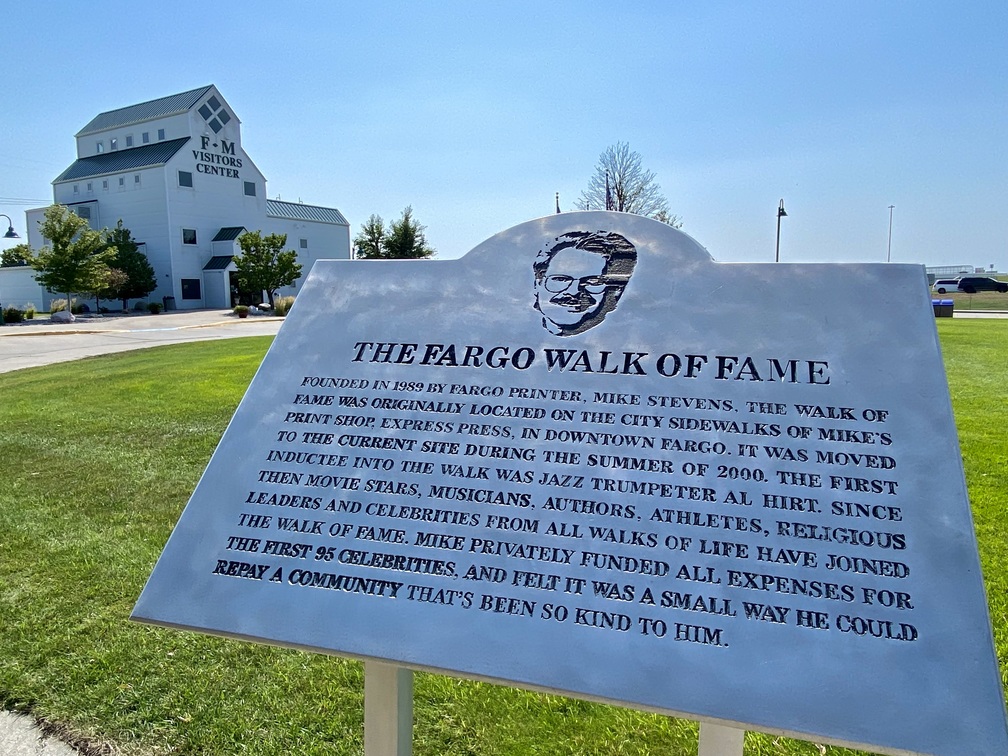 F-M
VISITORS
CENTER
THE FARGO WALK OF FAME
FOUNDED IN 1989 BY FARGO PRINTER, MIKE STEVENS. THE WALK OF
FAME WAS ORIGINALLY LOCATED ON THE CITY SIDEWALKS OF MIKE'S
PRINT SHOP, EXPRESS PRESS, IN DOWNTOWN FARGO. IT WAS MOVED
TO THE CURRENT SITE DURING THE SUMMER OF 2000. THE FIRST
INDUCTEE INTO THE WALK WAS JAZZ TRUMPETER AL HIRT. SINCE
THEN MOVIE STARS, MUSICIANS, AUTHORS, ATHLETES, RELIGIOUS
LEADERS AND CELEBRITIES FROM ALL WALKS OF LIFE HAVE JOINED
THE WALK OF FAME. MIKE PRIVATELY FUNDED ALL EXPENSES FOR
THE FIRST 95 CELEBRITIES, AND FELT IT WAS A SMALL WAY HE COULD
REPAY A COMMUNITY THAT'S BEEN SO KIND TO HIM.